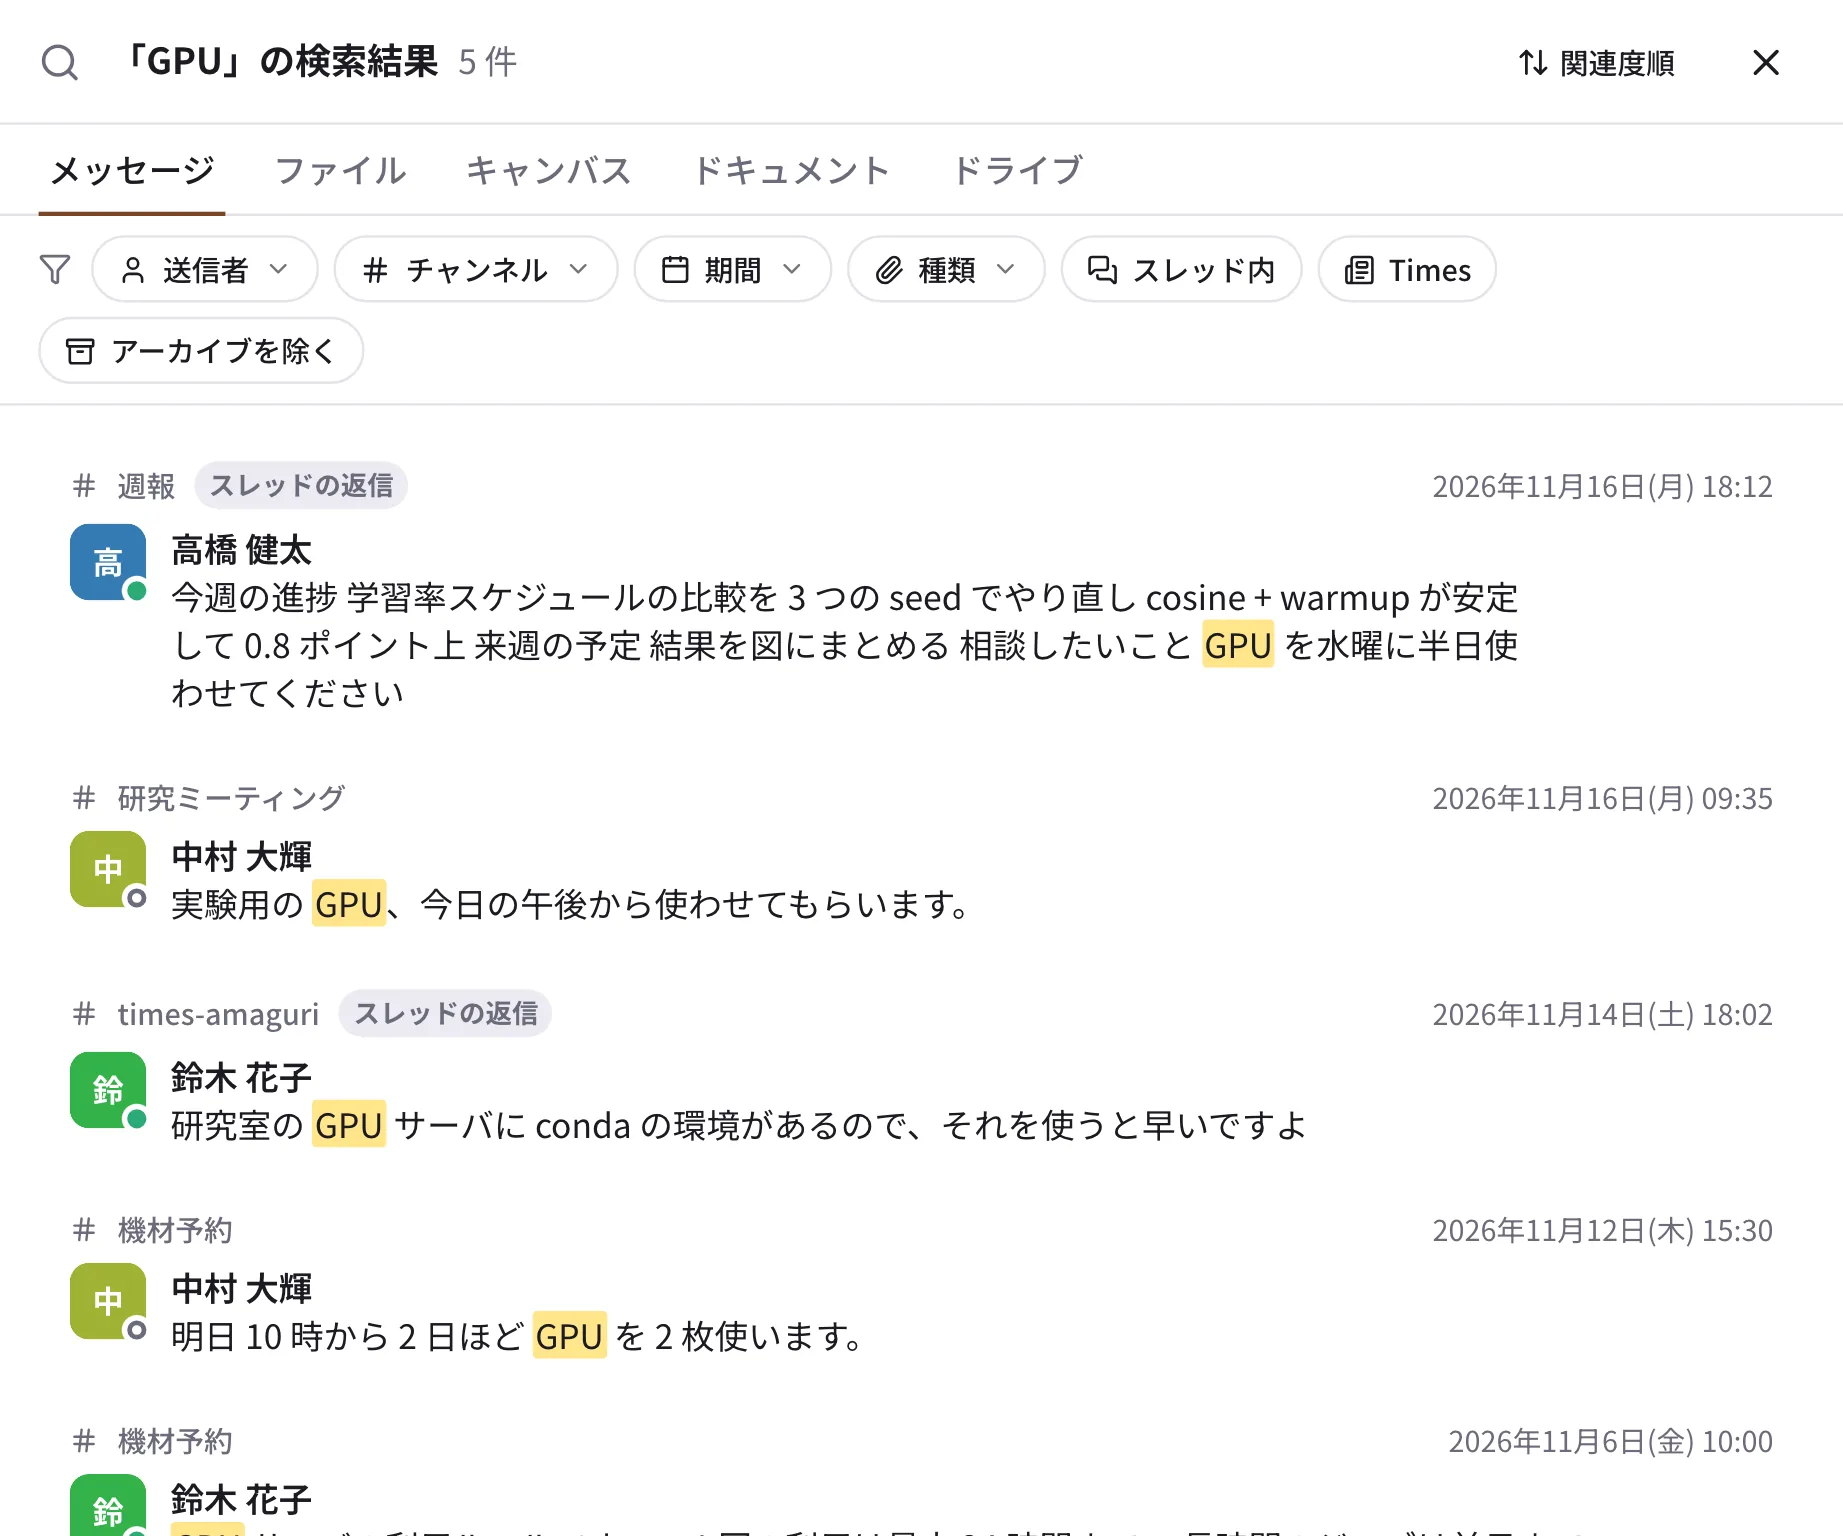 「GPU」の検索結果 5 件
関連度順
メッセージ ファイル キャンバス ドキュメント ドライブ
送信者 チャンネル 期間 種類 スレッド内 Times
アーカイブを除く
# 週報 スレッドの返信 2026年11月16日(月) 18:12
高
高橋 健太
今週の進捗 学習率スケジュールの比較を 3 つの seed でやり直し cosine + warmup が安定
して 0.8 ポイント上 来週の予定 結果を図にまとめる 相談したいこと GPU を水曜に半日使
わせてください
# 研究ミーティング 2026年11月16日(月) 09:35
中
中村 大輝
実験用の GPU、今日の午後から使わせてもらいます。
# times-amaguri スレッドの返信 2026年11月14日(土) 18:02
鈴
鈴木 花子
研究室の GPU サーバに conda の環境があるので、それを使うと早いですよ
# 機材予約 2026年11月12日(木) 15:30
中
中村 大輝
明日 10 時から 2 日ほど GPU を 2 枚使います。
# 機材予約 2026年11月6日(金) 10:00
鈴
鈴木 花子